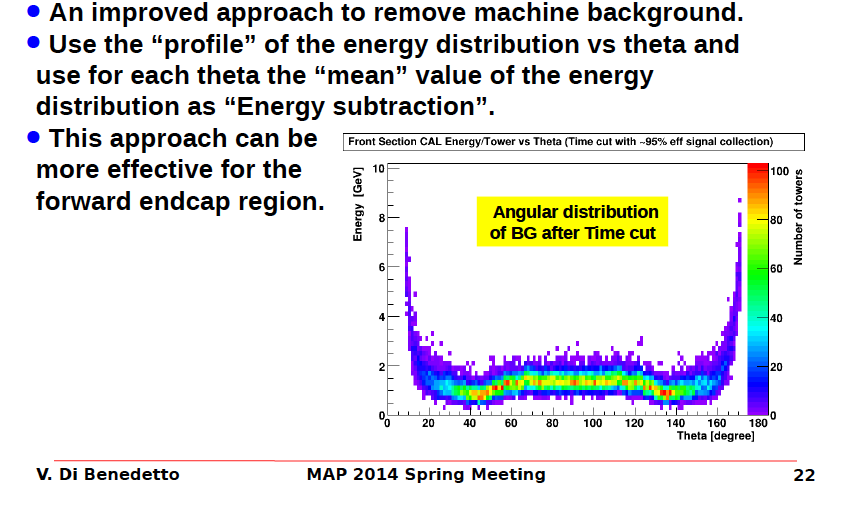 ● An improved approach to remove machine background.
● Use the “profile” of the energy distribution vs theta and
use for each theta the “mean” value of the energy
distribution as “Energy subtraction”.
● This approach can be
more effective for the
forward endcap region.
Front Section CAL Energy/Tower vs Theta (Time cut with ~95% eff signal collection)
Energy [GeV]
10
8
6
4
2
0
Angular distribution
of BG after Time cut
0 20 40 60 80 100 120 140 160 180
Theta [degree]
100
80
60
40
20
0
Number of towers
V. Di Benedetto MAP 2014 Spring Meeting 22